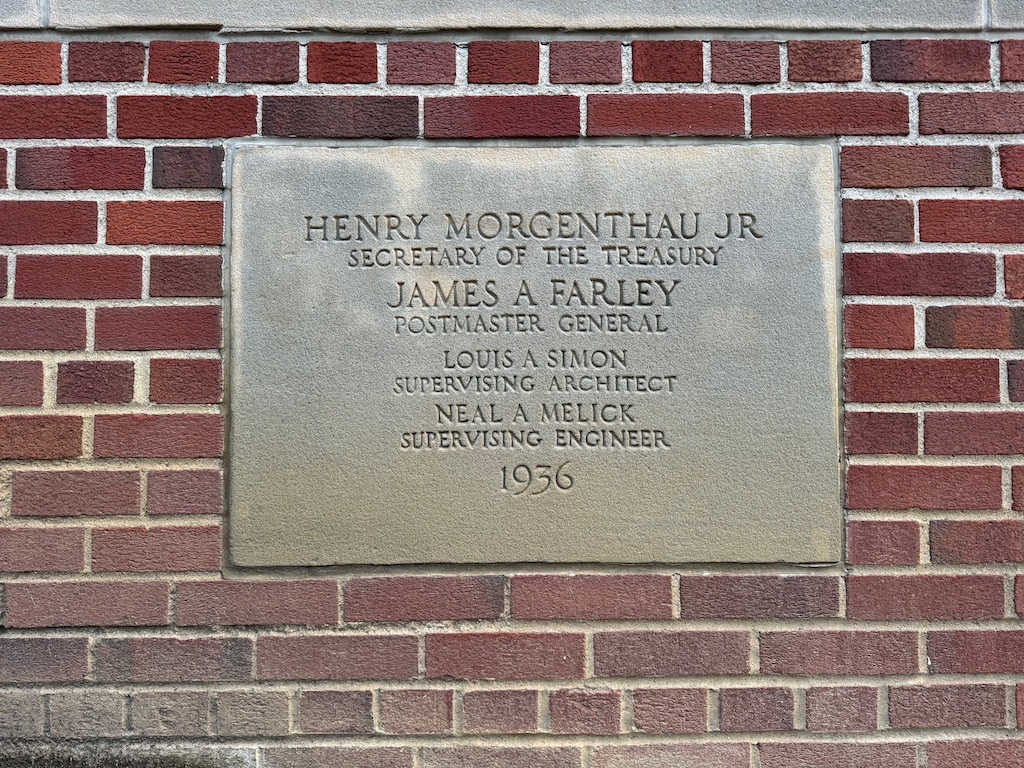 HENRY MORGENTHAU JR
SECRETARY OF THE TREASURY
JAMES A FARLEY
POSTMASTER GENERAL
LOUIS A SIMON
SUPERVISING ARCHITECT
NEAL A MELICK
SUPERVISING ENGINEER
1936